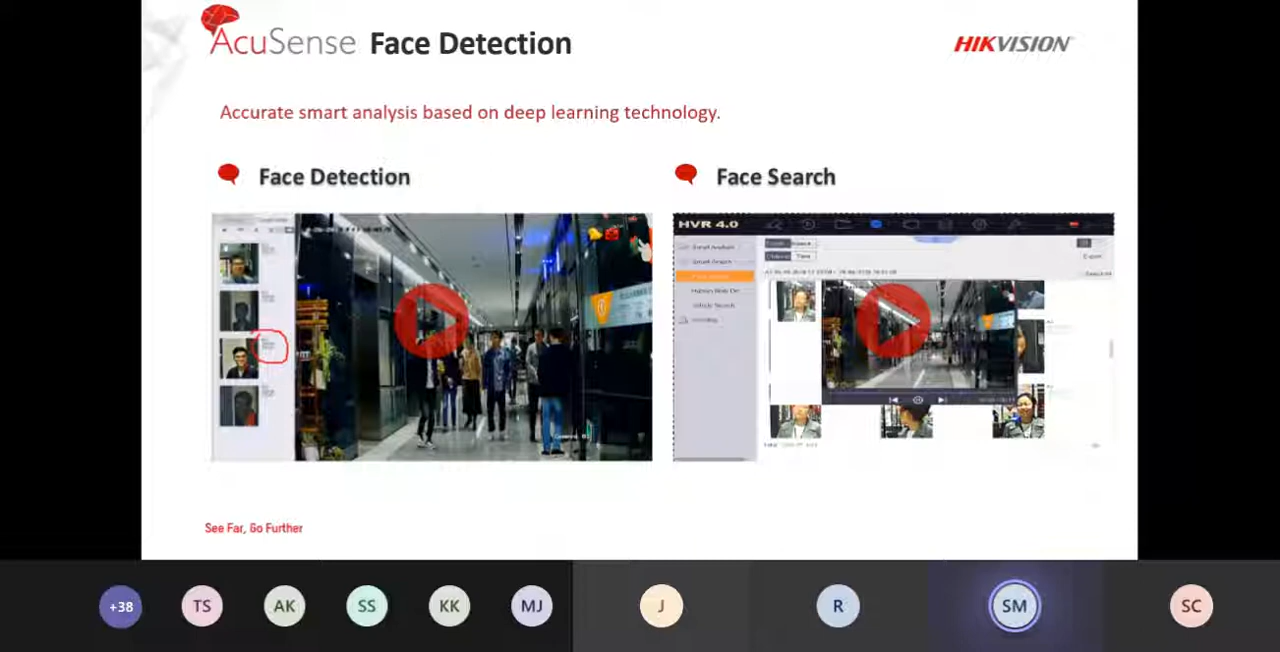 AcuSense Face Detection
HIKVISION
Accurate smart analysis based on deep learning technology.
Face Detection
Face Search
HVR 4.0
Export
See Far, Go Further
+38
TS
AK
SS
KK
MJ
J
R
SM
SC